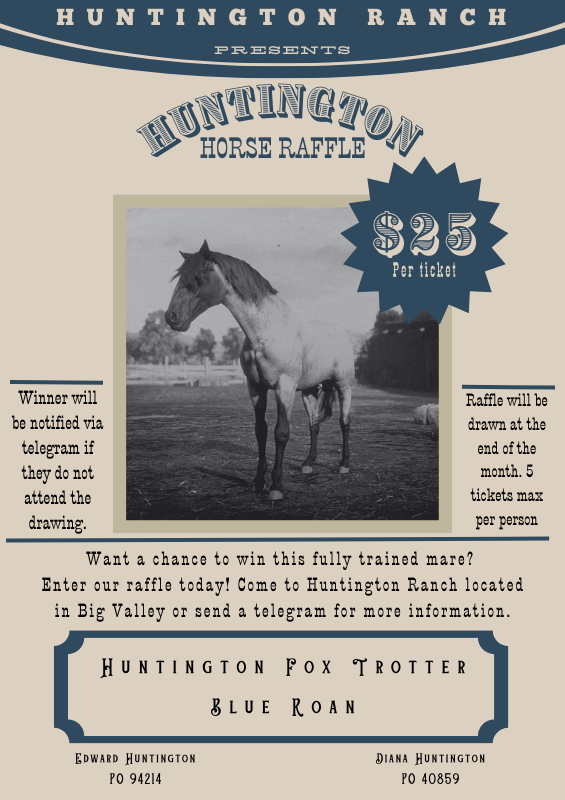 HUNTINGTON RANCH
PRESENTS
HUNTINGTON
HORSE RAFFLE
$25
Per ticket
Winner will
be notified via
telegram if
they do not
attend the
drawing.
Raffle will be
drawn at the
end of the
month. 5
tickets max
per person
Want a chance to win this fully trained mare?
Enter our raffle today! Come to Huntington Ranch located
in Big Valley or send a telegram for more information.
Huntington Fox Trotter
Blue Roan
Edward Huntington
PO 94214
Diana Huntington
PO 40859